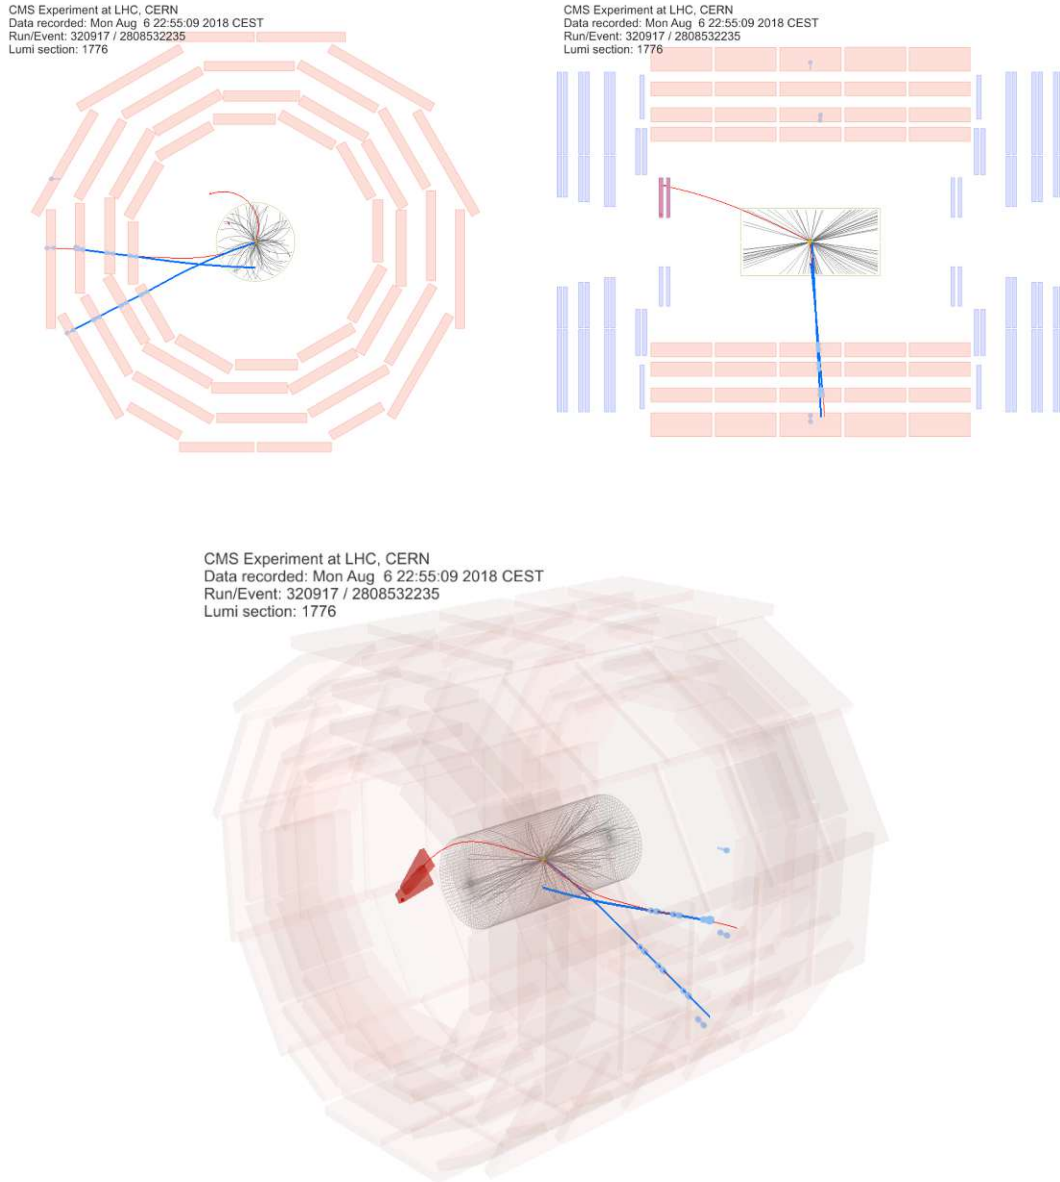 CMS Experiment at LHC, CERN
Data recorded: Mon Aug  6 22:55:09 2018 CEST
Run/Event: 320917 / 2808532235
Lumi section: 1776
CMS Experiment at LHC, CERN
Data recorded: Mon Aug  6 22:55:09 2018 CEST
Run/Event: 320917 / 2808532235
Lumi section: 1776
CMS Experiment at LHC, CERN
Data recorded: Mon Aug  6 22:55:09 2018 CEST
Run/Event: 320917 / 2808532235
Lumi section: 1776